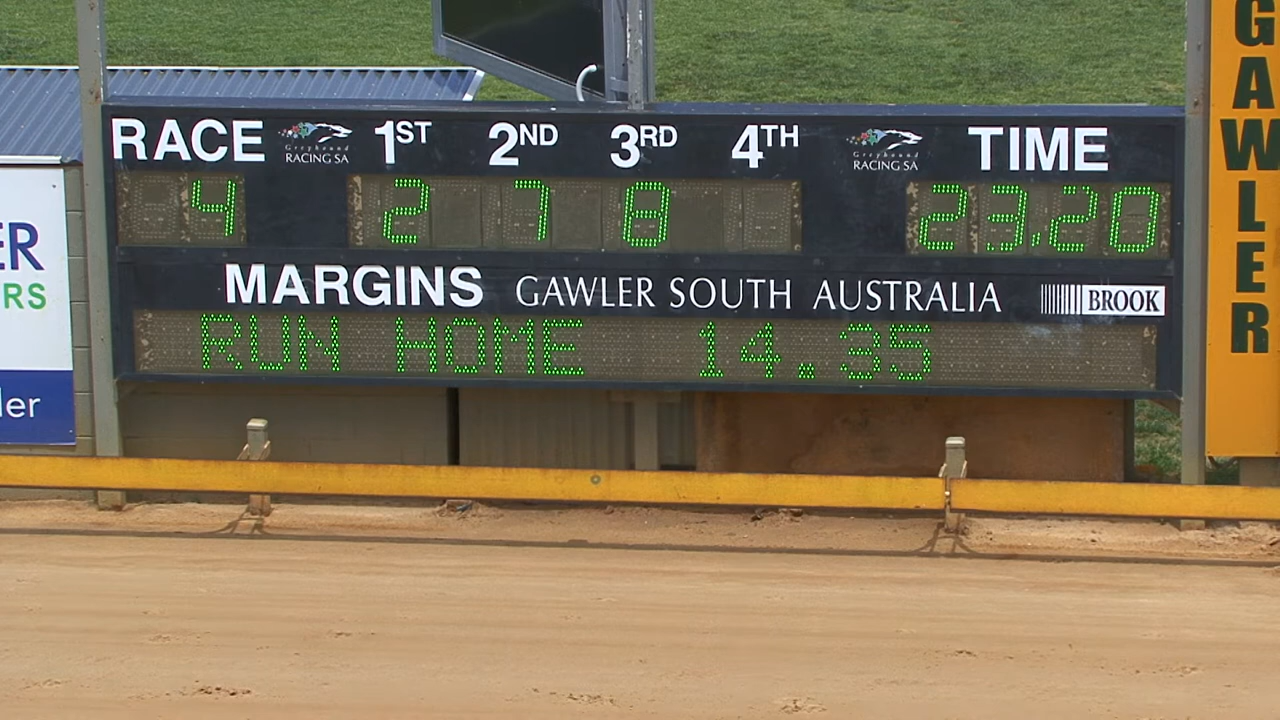 RACE 1ST 2ND 3RD 4TH TIME
Greyhound RACING SA Greyhound RACING SA
4 2 7 8 23.20
MARGINS GAWLER SOUTH AUSTRALIA BROOK
RUN HOME 14.35
GAWLER
ER
RS
ler